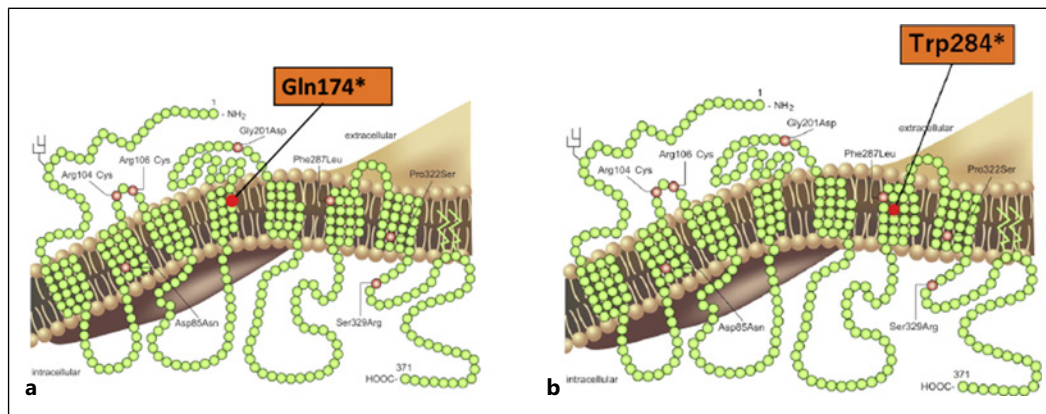 Gln174*
1
- NH₂
Gly201Asp
extracellular
Arg106 Cys
Arg104 Cys
Phe287Leu
Pro322Ser
Asp85Asn
Ser329Arg
intracellular
371
HOOC-
a
Trp284*
1
- NH₂
Gly201Asp
extracellular
Arg106 Cys
Arg104 Cys
Phe287Leu
Pro322Ser
Asp85Asn
Ser329Arg
intracellular
371
HOOC-
b